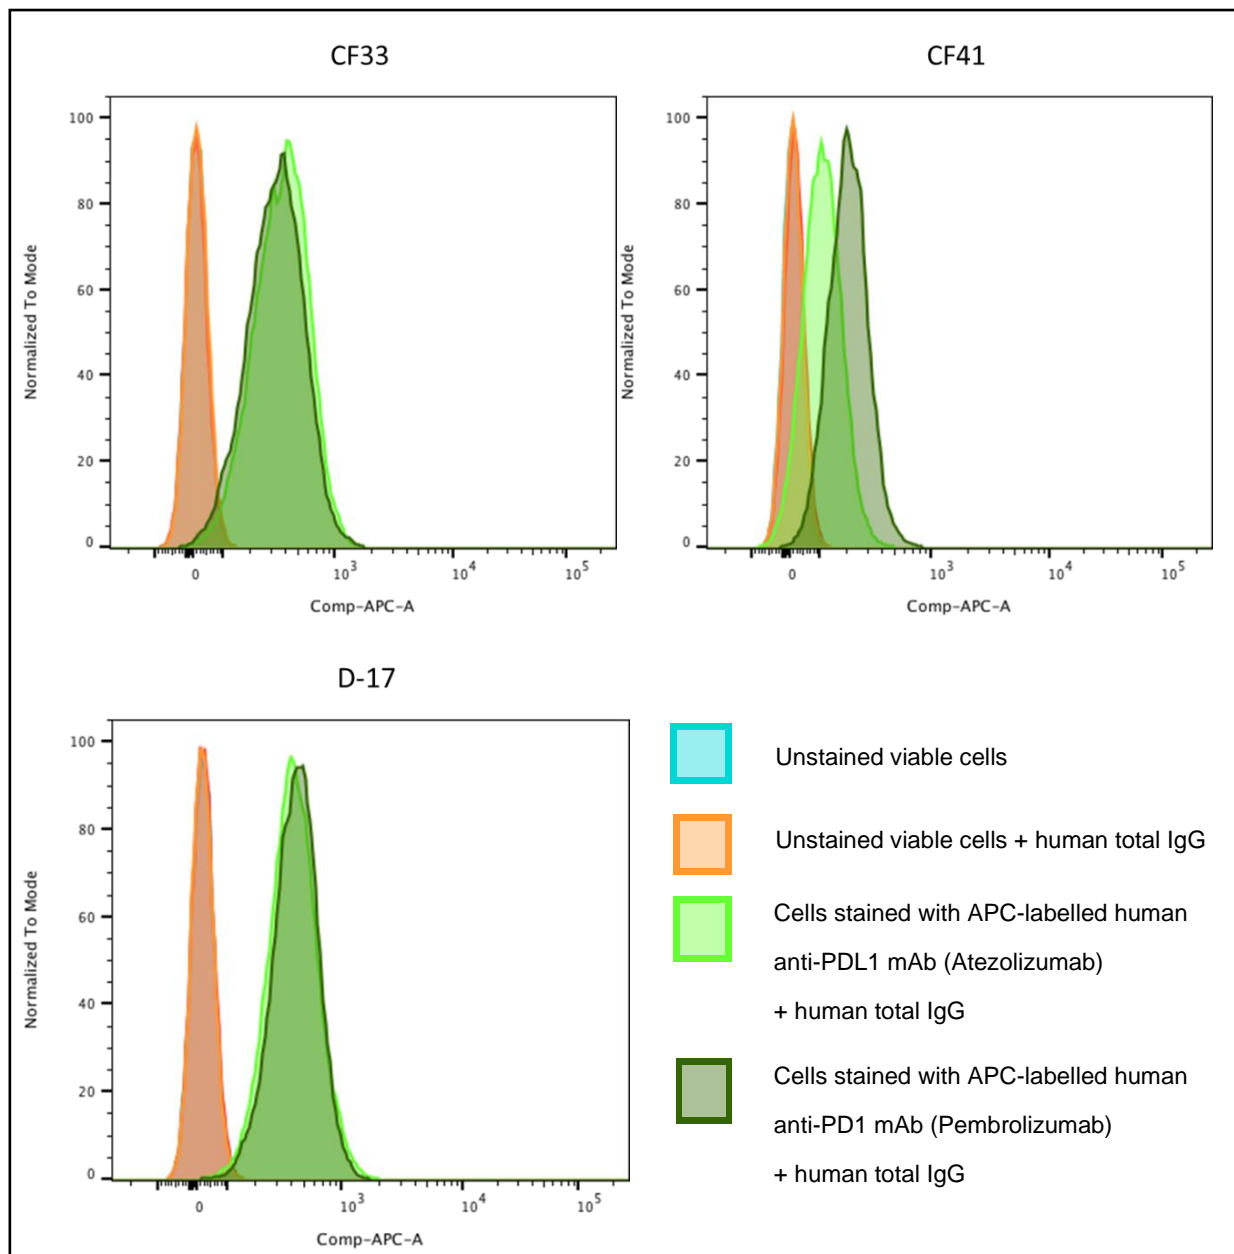 CF33
CF41
100
80
60
40
20
0
Normalized To Mode
0
10^3
10^4
10^5
Comp-APC-A
100
80
60
40
20
0
Normalized To Mode
0
10^3
10^4
10^5
Comp-APC-A
D-17
100
80
60
40
20
0
Normalized To Mode
0
10^3
10^4
10^5
Comp-APC-A
Unstained viable cells
Unstained viable cells + human total IgG
Cells stained with APC-labelled human
anti-PDL1 mAb (Atezolizumab)
+ human total IgG
Cells stained with APC-labelled human
anti-PD1 mAb (Pembrolizumab)
+ human total IgG